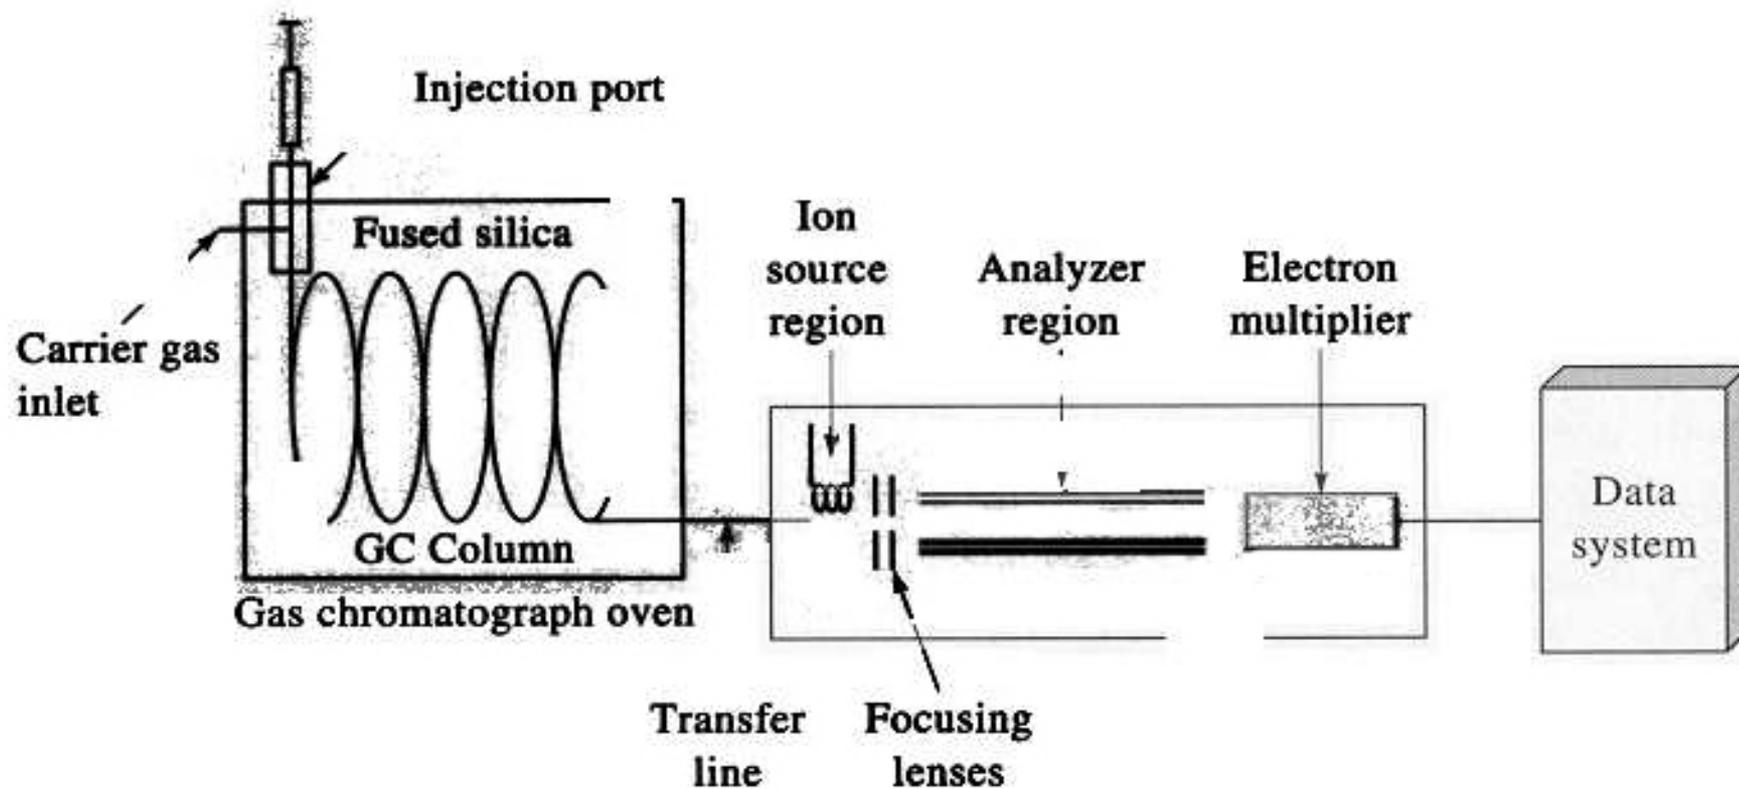 Injection port
Fused silica
Carrier gas
inlet
GC Column
Gas chromatograph oven
Ion
source
region
Analyzer
region
Electron
multiplier
Transfer
line
Focusing
lenses
Data
system